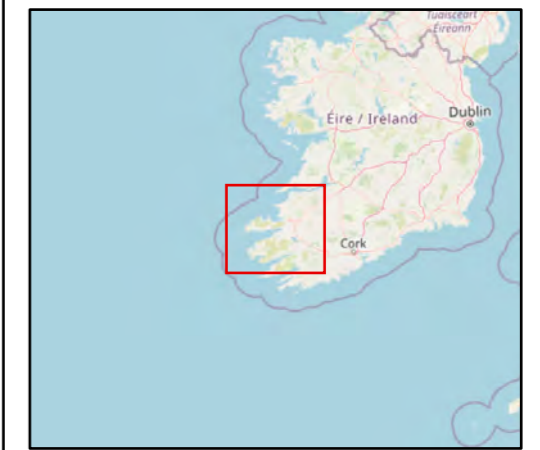 Tuaisceart
Éireann
Éire / Ireland
Dublin
Cork